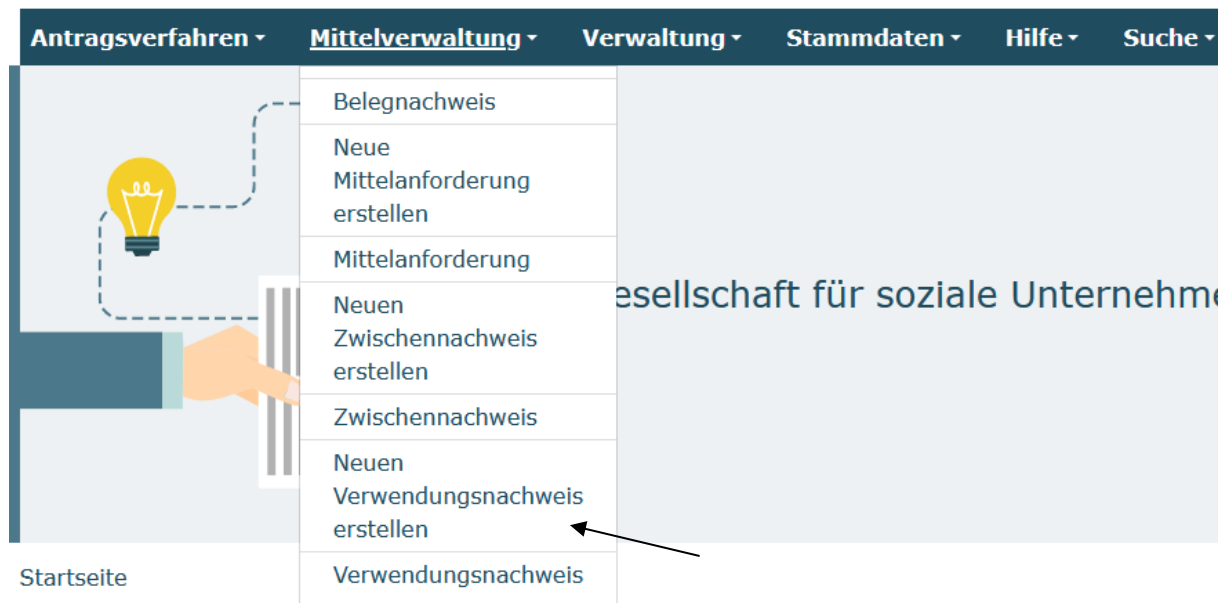 Antragsverfahren Mittelverwaltung Verwaltung Stammdaten Hilfe Suche
Belegnachweis
Neue
Mittelanforderung
erstellen
Mittelanforderung
Neuen
Zwischennachweis
erstellen
Zwischennachweis
Neuen
Verwendungsnachweis
erstellen
Verwendungsnachweis
esellschaft für soziale Unternehme
Startseite